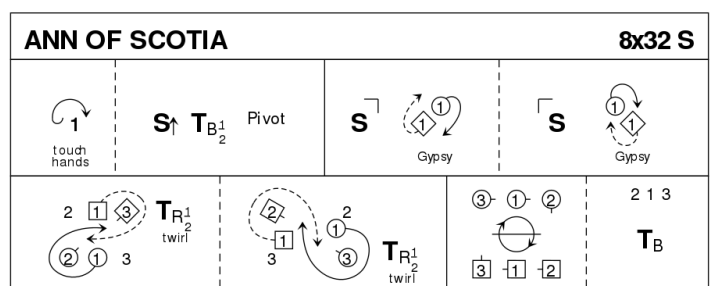 ANN OF SCOTIA 8x32 S
1
touch hands
S↑ T B 1/2 Pivot
S 1 1
Gypsy
S 1 1
Gypsy
2 1 3 T R 1/2
twirl
2 1 3
2 1 2
3 1 3 T R 1/2
twirl
3 1 2
3 1 2
2 1 3
T B